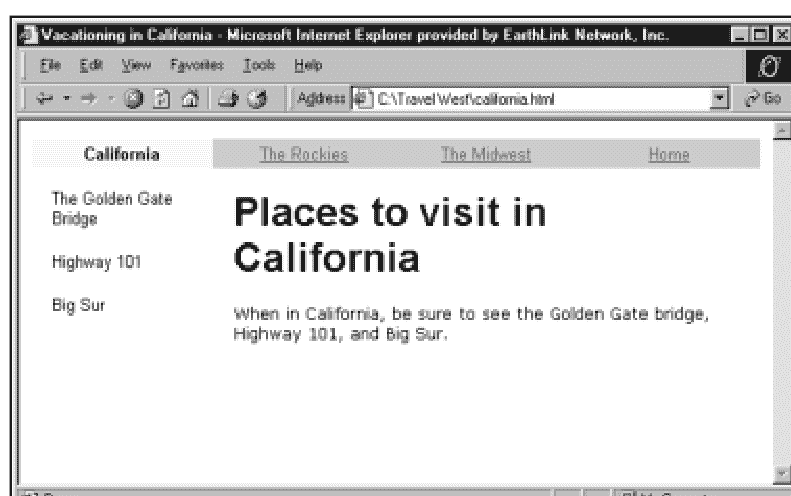 Vacationing in California - Microsoft Internet Explorer provided by EarthLink Network, Inc.
File Edit View Favorites Tools Help
Address C:\TravelWest\california.html Go
California The Rockies The Midwest Home
The Golden Gate
Bridge
Highway 101
Big Sur
Places to visit in
California
When in California, be sure to see the Golden Gate bridge,
Highway 101, and Big Sur.